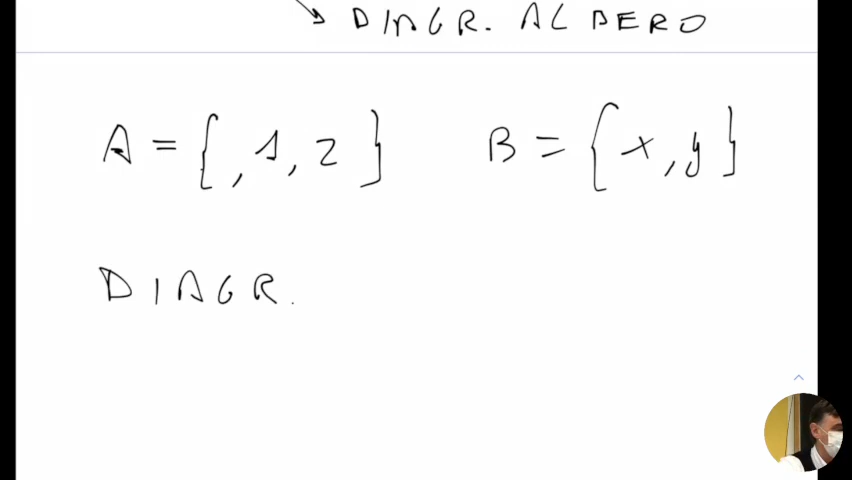 ↘ DIAGR. ALBERO
A = { , 1, 2 } B = { x, y }
DIAGR.